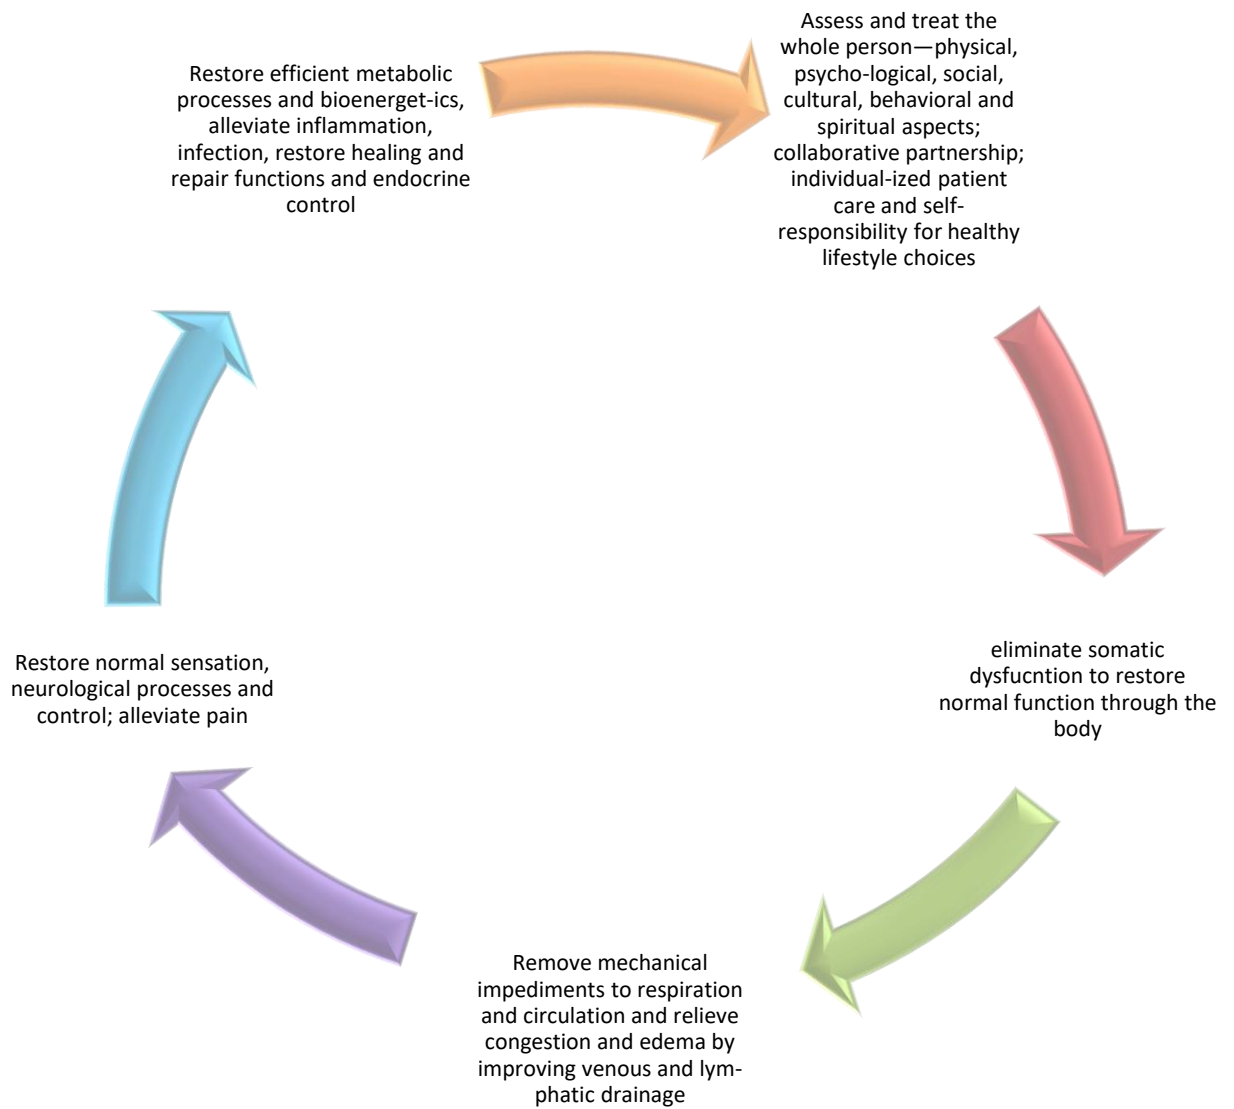 Assess and treat the
whole person—physical,
psycho-logical, social,
cultural, behavioral and
spiritual aspects;
collaborative partnership;
individual-ized patient
care and self-
responsibility for healthy
lifestyle choices
eliminate somatic
dysfucntion to restore
normal function through the
body
Remove mechanical
impediments to respiration
and circulation and relieve
congestion and edema by
improving venous and lym-
phatic drainage
Restore normal sensation,
neurological processes and
control; alleviate pain
Restore efficient metabolic
processes and bioenerget-ics,
alleviate inflammation,
infection, restore healing and
repair functions and endocrine
control